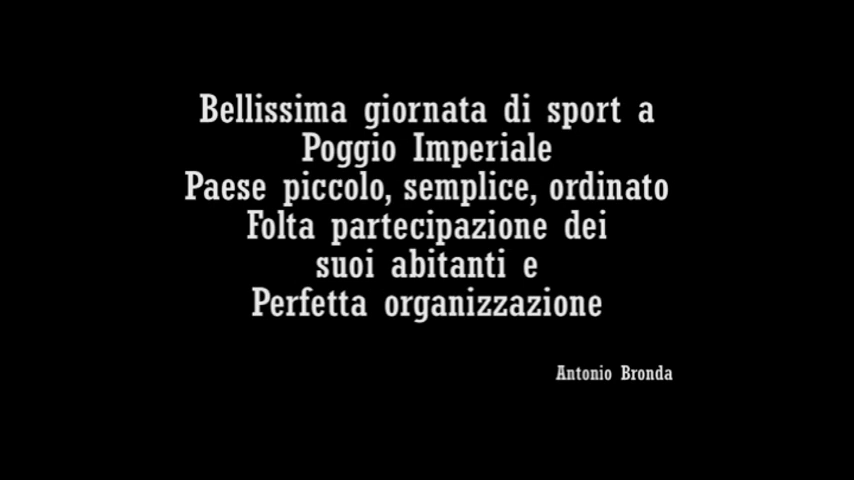 Bellissima giornata di sport a
Poggio Imperiale
Paese piccolo, semplice, ordinato
Folta partecipazione dei
suoi abitanti e
Perfetta organizzazione
Antonio Bronda